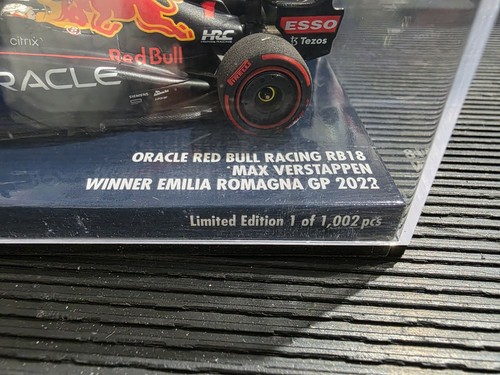 citrix
HRC
ESSO
Tezos
Red Bull
ORACLE
PIRELLI
SIEMENS
ORACLE RED BULL RACING RB18
MAX VERSTAPPEN
WINNER EMILIA ROMAGNA GP 2022
Limited Edition 1 of 1,002 pcs